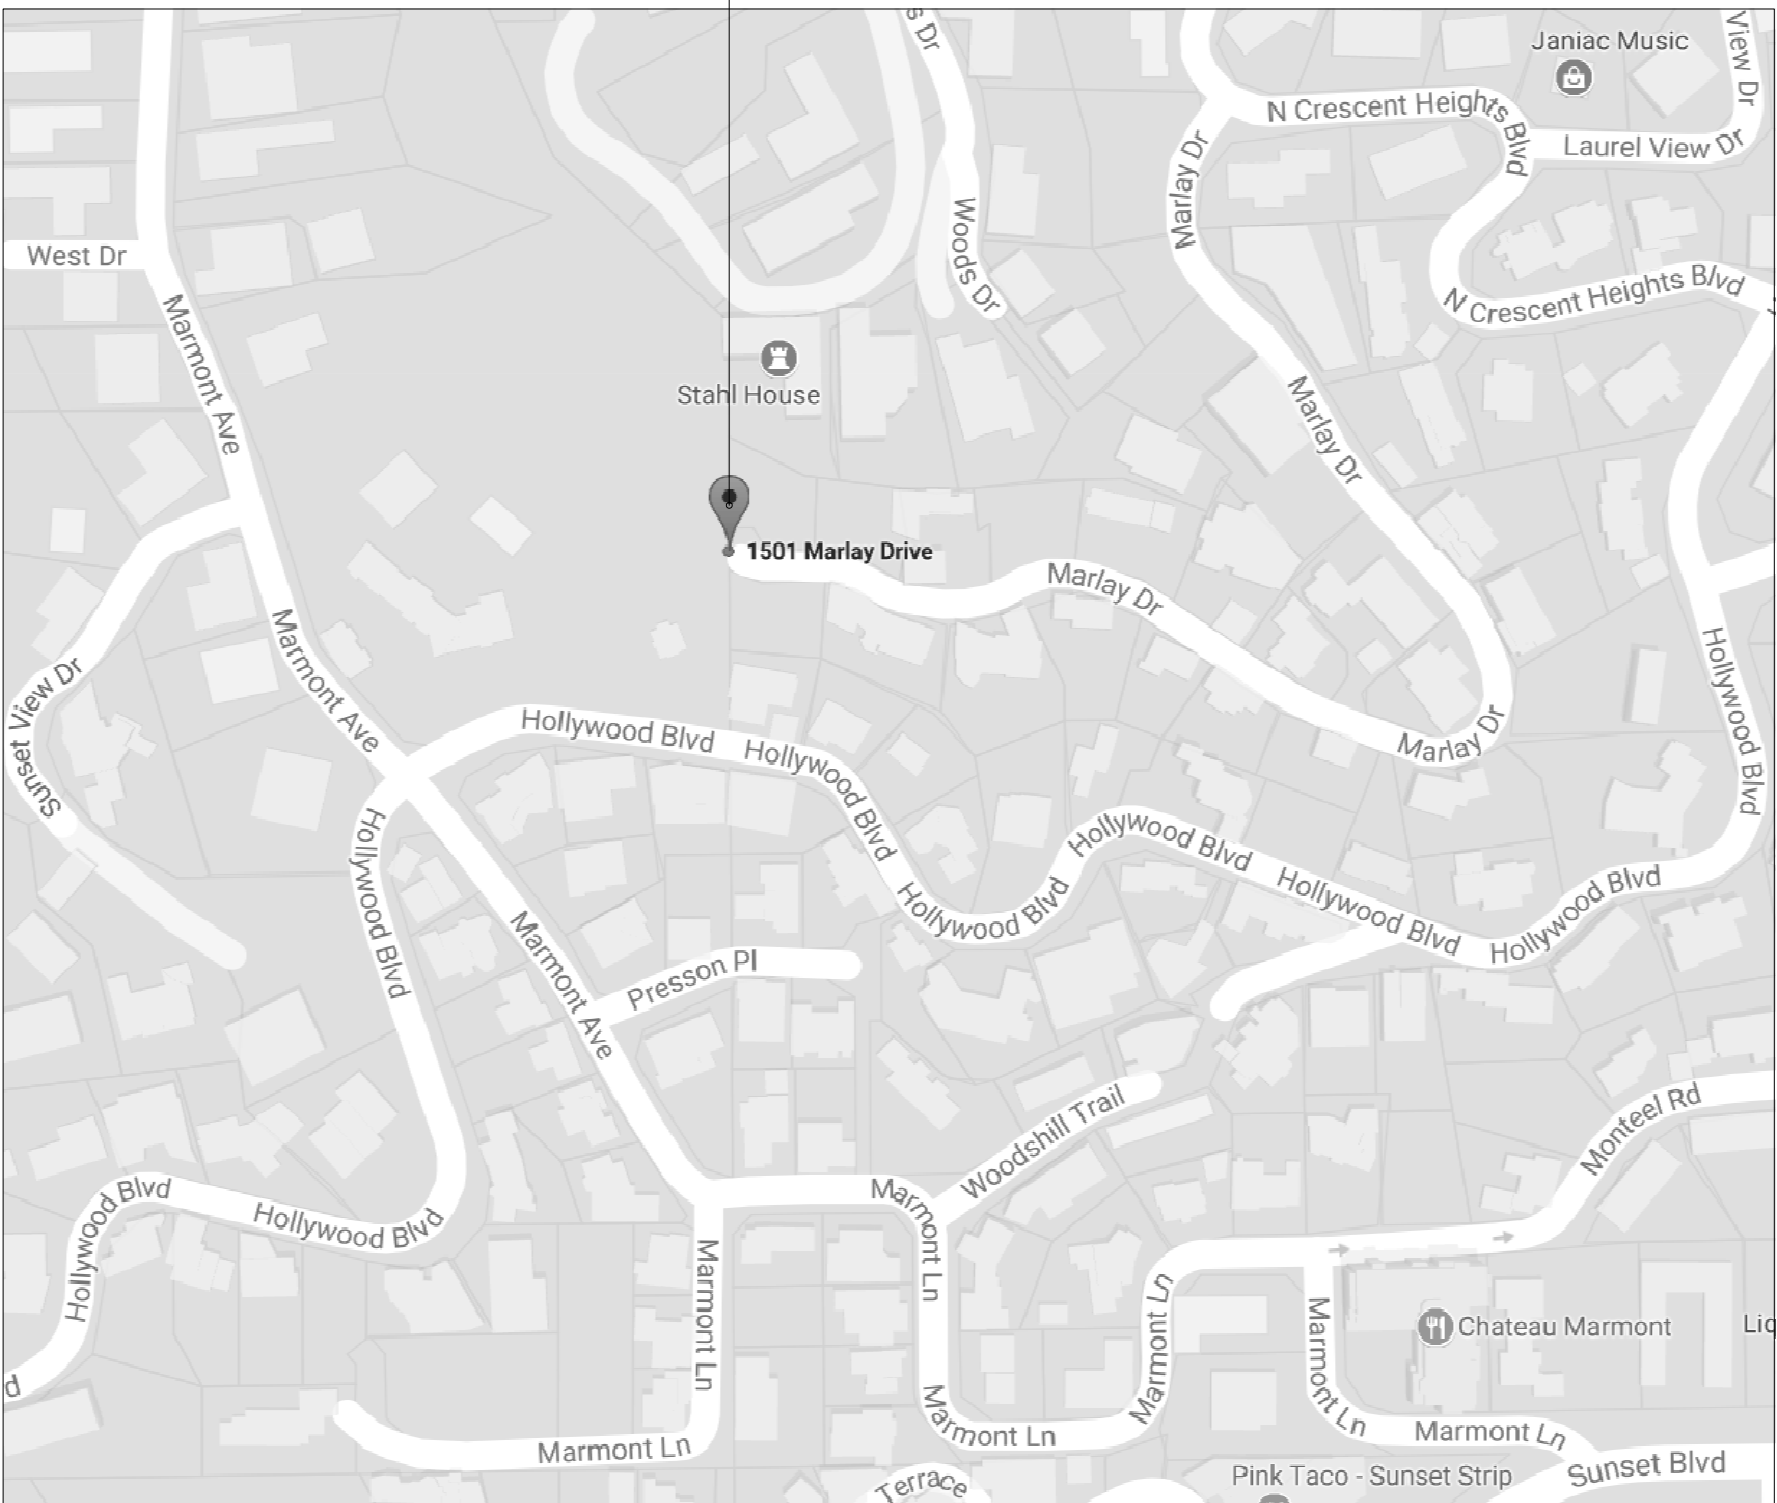 s Dr
View Dr
Janiac Music
N Crescent Heights Blvd
Laurel View Dr
Marlay Dr
Woods Dr
West Dr
N Crescent Heights Blvd
Marmont Ave
Stahl House
Marlay Dr
1501 Marlay Drive
Marlay Dr
Marmont Ave
Hollywood Blvd
Sunset View Dr
Hollywood Blvd
Hollywood Blvd
Marlay Dr
Hollywood Blvd
Hollywood Blvd
Hollywood Blvd
Hollywood Blvd
Hollywood Blvd
Hollywood Blvd
Marmont Ave
Presson Pl
Woodshill Trail
Monteel Rd
Hollywood Blvd
Hollywood Blvd
Marmont Ln
Marmont Ln
Marmont Ln
Marmont Ln
Chateau Marmont
Liq
d
Marmont Ln
Marmont Ln
Marmont Ln
Terrace
Pink Taco - Sunset Strip
Sunset Blvd